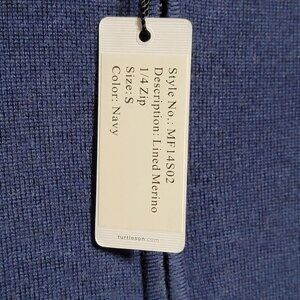 Style No.: MF14S02
Description: Lined Merino
1/4 Zip
Size: S
Color: Navy
turtleson.com